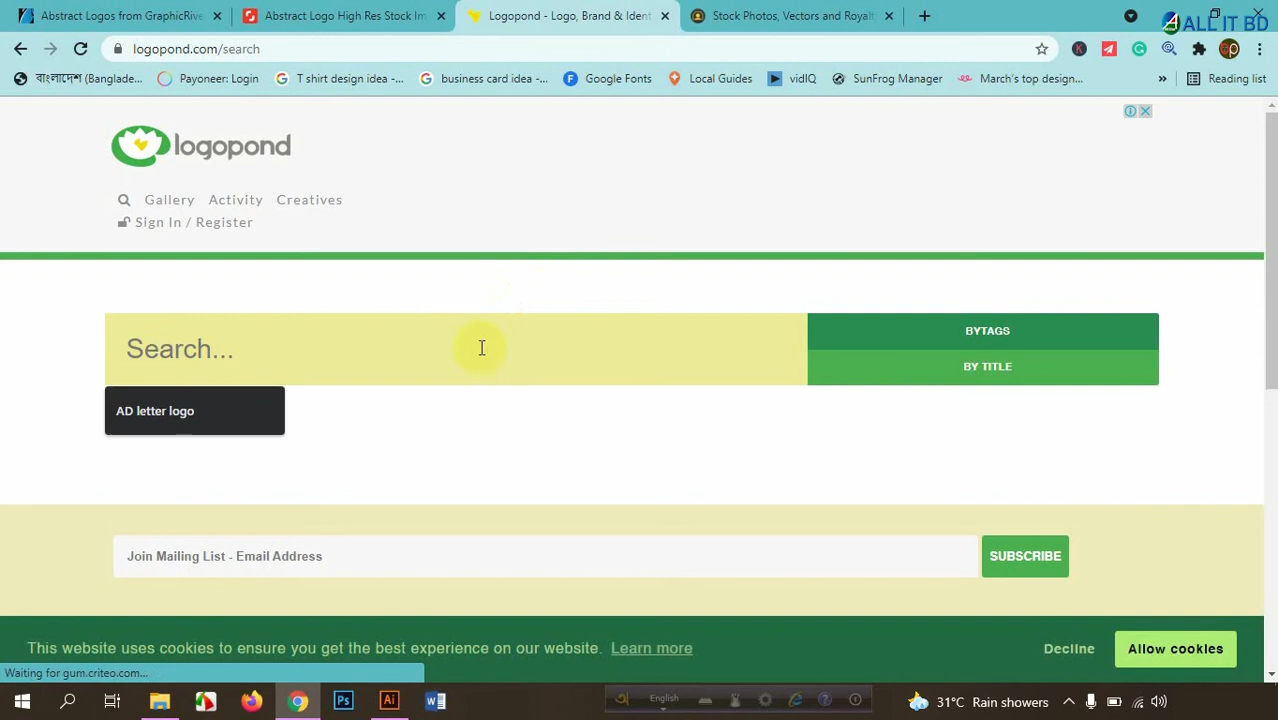 Abstract Logos from GraphicRive
Abstract Logo High Res Stock Im
Logopond - Logo, Brand & Ident
Stock Photos, Vectors and Royalt
ALL IT BD
logopond.com/search
বাংলাদেশ (Banglade...
Payoneer: Login
T shirt design idea -...
business card idea -...
Google Fonts
Local Guides
vidIQ
SunFrog Manager
March's top design...
»
Reading list
logopond
Gallery Activity Creatives
Sign In / Register
Search...
BYTAGS
BY TITLE
AD letter logo
Join Mailing List - Email Address
SUBSCRIBE
This website uses cookies to ensure you get the best experience on our website. Learn more
Decline
Allow cookies
Waiting for gum.criteo.com...
Ps
Ai
English
31°C Rain showers